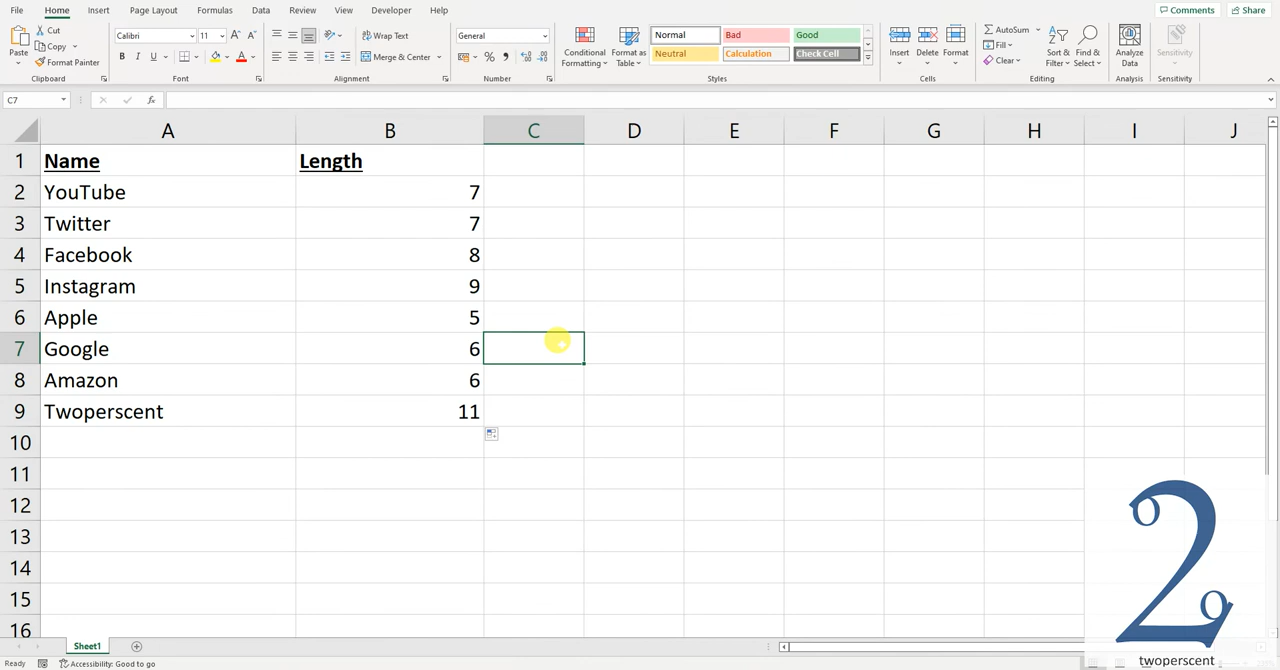 File Home Insert Page Layout Formulas Data Review View Developer Help Comments Share
Paste
Cut
Copy
Format Painter
Clipboard
Calibri 11
B I U
Font
Wrap Text
Merge & Center
Alignment
General
Number
Conditional
Formatting
Format as
Table
Normal Bad Good
Neutral Calculation Check Cell
Styles
Insert Delete Format
Cells
AutoSum
Fill
Clear
Sort &
Filter
Find &
Select
Editing
Analyze
Data
Analysis
Sensitivity
Sensitivity
C7 fx
A B C D E F G H I J
1 Name Length
2 YouTube 7
3 Twitter 7
4 Facebook 8
5 Instagram 9
6 Apple 5
7 Google 6
8 Amazon 6
9 Twoperscent 11
10
11
12
13
14
15
16
Sheet1
Ready Accessibility: Good to go
twoperscent